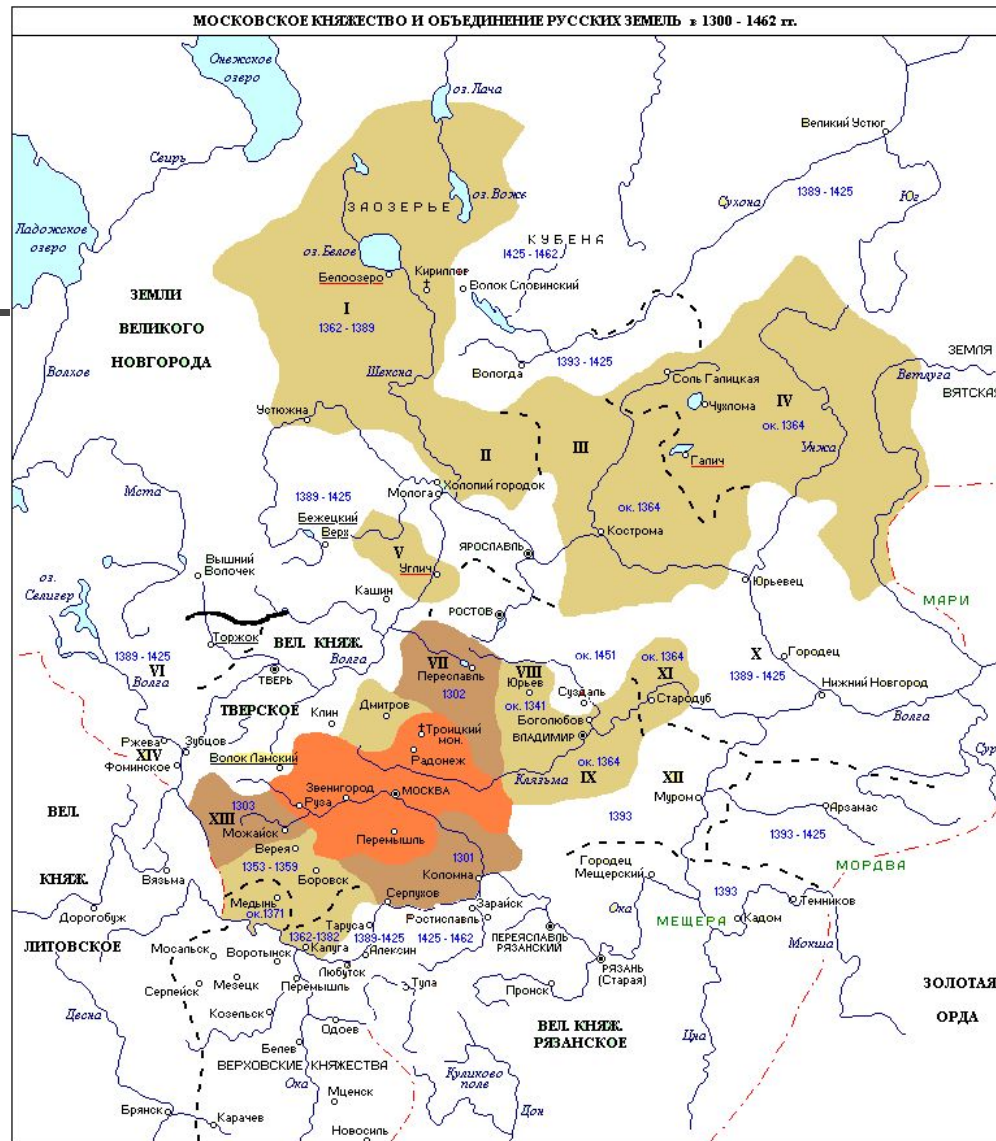 МОСКОВСКОЕ КНЯЖЕСТВО И ОБЪЕДИНЕНИЕ РУССКИХ ЗЕМЕЛЬ в 1300 - 1462 гг.
Онежское
озеро
оз. Лача
Великий Устюг
Свирь
1389 - 1425
Сухона
Юг
оз. Воже
ЗАОЗЕРЬЕ
Ладожское
озеро
КУБЕНА
1425 - 1462
оз. Белое
Белоозеро
Кириллов
Волок Словинский
ЗЕМЛИ
ВЕЛИКОГО
НОВГОРОДА
I
1362 - 1389
1393 - 1425
Вологда
Волхов
Шексна
ЗЕМЛЯ
ВЯТСКАЯ
Ветлуга
Соль Галицкая
Чухлома
IV
ок. 1364
Устюжна
Унжа
II
III
Галич
Мста
Холопий городок
Молога
1389 - 1425
Бежецкий
Верх
ок. 1364
Кострома
V
Углич
ЯРОСЛАВЛЬ
Вышний
Волочек
оз.
Селигер
Кашин
Юрьевец
МАРИ
РОСТОВ
Торжок
ВЕЛ. КНЯЖ.
Волга
1389 - 1425
VI
Волга
ТВЕРЬ
ТВЕРСКОЕ
VII
Переславль
1302
ок. 1451
VIII
Юрьев
ок. 1341
Суздаль
ок. 1364
XI
Стародуб
X
1389 - 1425
Городец
Нижний Новгород
Волга
Клин
Дмитров
Боголюбов
ВЛАДИМИР
Троицкий
мон.
Радонеж
Ржева
Зубцов
XIV
Фоминское
Волок Ламский
ок. 1364
IX
Клязьма
XII
Сур
Звенигород
Руза
МОСКВА
Муром
Арзамас
ВЕЛ.
1303
XIII
Можайск
Перемышль
1393
1393 - 1425
Верея
1353 - 1359
Боровск
1301
Коломна
Городец
Мещерский
МОРДВА
Вязьма
КНЯЖ.
Медынь
ок. 1371
Серпухов
Зарайск
1393
Темников
Дорогобуж
Таруса
Ростиславль
Ока
МЕЩЕРА
Кадом
ЛИТОВСКОЕ
1362-1382
1389-1425
1425 - 1462
ПЕРЕЯСЛАВЛЬ
РЯЗАНСКИЙ
Мокша
Мосальск
Воротынск
Калуга
Алексин
Любутск
РЯЗАНЬ
(Старая)
Серпейск
Мезецк
Перемышль
Тула
Пронск
ЗОЛОТАЯ
ОРДА
Десна
Козельск
Одоев
ВЕЛ. КНЯЖ.
РЯЗАНСКОЕ
Цна
Белев
ВЕРХОВСКИЕ КНЯЖЕСТВА
Ока
Куликово
поле
Мценск
Брянск
Карачев
Дон
Новосиль